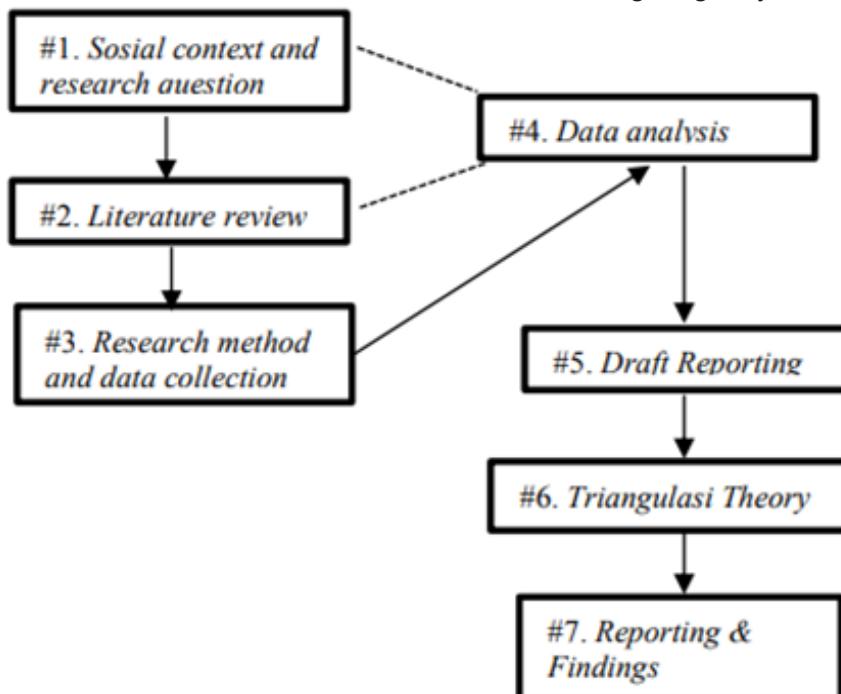 #1. Sosial context and
research auestion
#2. Literature review
#3. Research method
and data collection
#4. Data analysis
#5. Draft Reporting
#6. Triangulasi Theory
#7. Reporting &
Findings